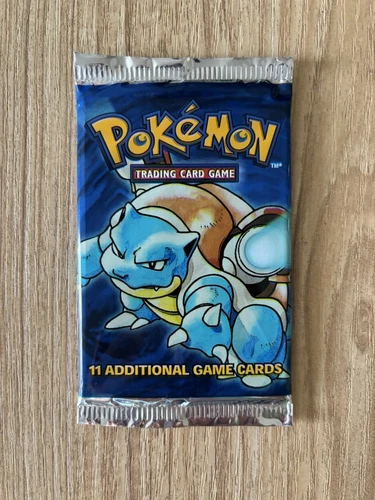 POKéMON
TM®
TRADING CARD GAME
11 ADDITIONAL GAME CARDS